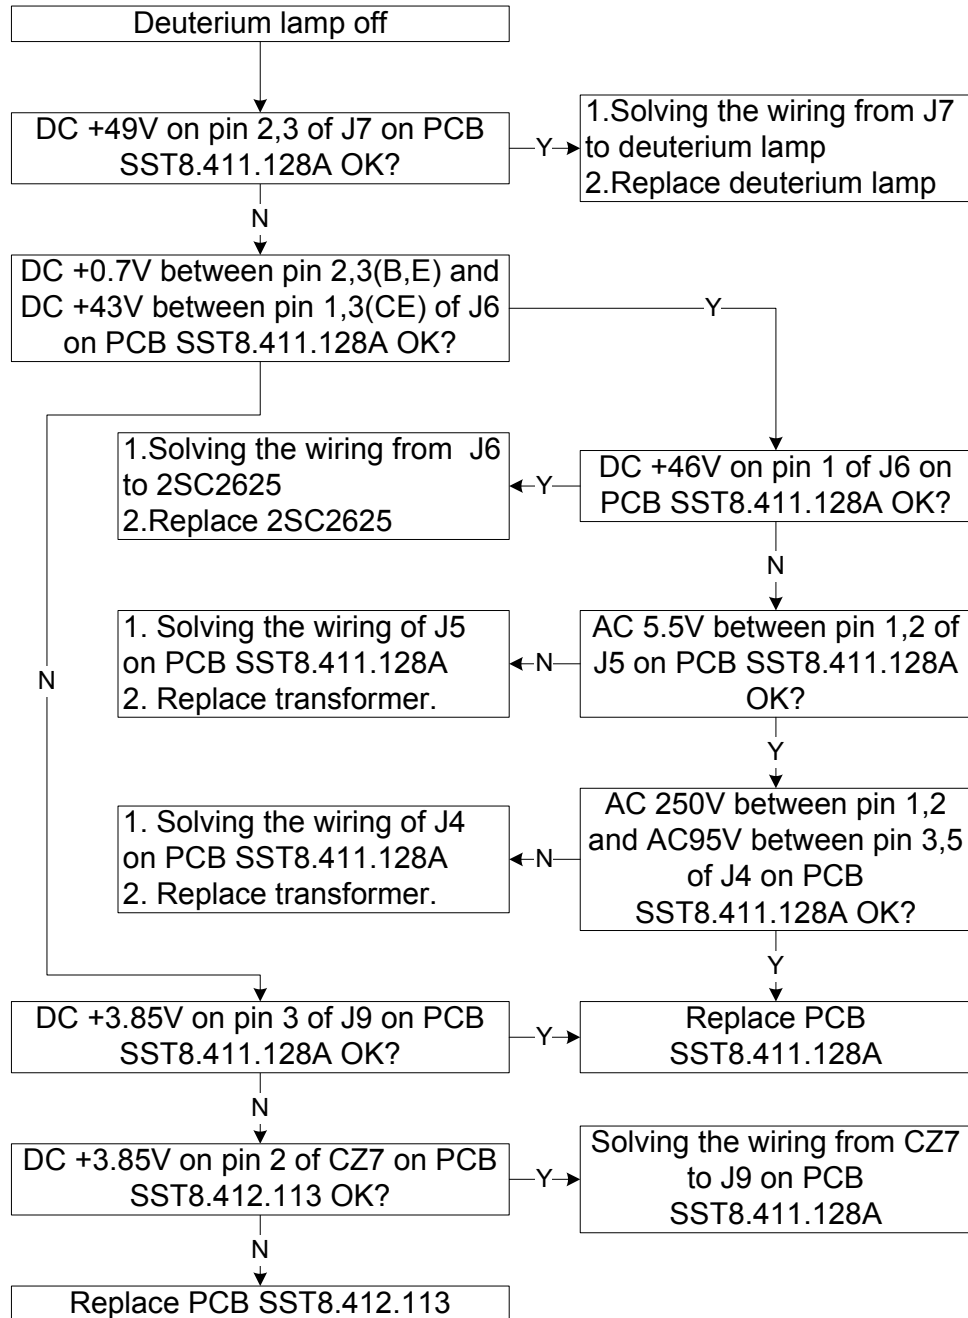 Deuterium lamp off
DC +49V on pin 2,3 of J7 on PCB
SST8.411.128A OK?
Y
1.Solving the wiring from J7
to deuterium lamp
2.Replace deuterium lamp
N
DC +0.7V between pin 2,3(B,E) and
DC +43V between pin 1,3(CE) of J6
on PCB SST8.411.128A OK?
Y
1.Solving the wiring from  J6
to 2SC2625
2.Replace 2SC2625
Y
DC +46V on pin 1 of J6 on
PCB SST8.411.128A OK?
N
1. Solving the wiring of J5
on PCB SST8.411.128A
2. Replace transformer.
N
AC 5.5V between pin 1,2 of
J5 on PCB SST8.411.128A
OK?
N
Y
1. Solving the wiring of J4
on PCB SST8.411.128A
2. Replace transformer.
N
AC 250V between pin 1,2
and AC95V between pin 3,5
of J4 on PCB
SST8.411.128A OK?
Y
DC +3.85V on pin 3 of J9 on PCB
SST8.411.128A OK?
Y
Replace PCB
SST8.411.128A
N
DC +3.85V on pin 2 of CZ7 on PCB
SST8.412.113 OK?
Y
Solving the wiring from CZ7
to J9 on PCB
SST8.411.128A
N
Replace PCB SST8.412.113